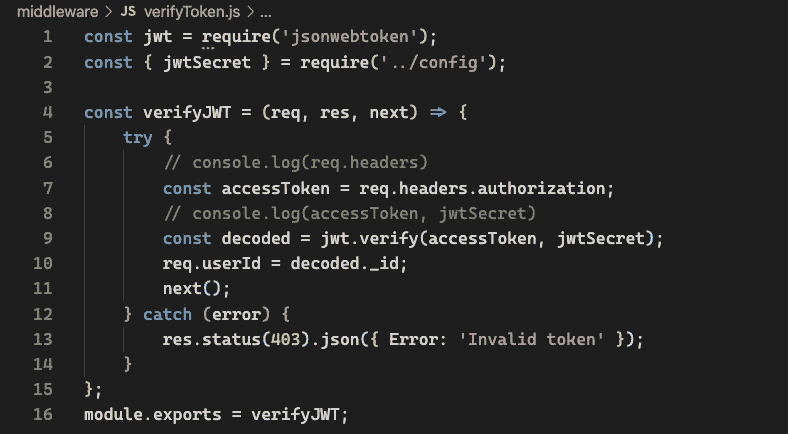 middleware > JS verifyToken.js > ...
1 const jwt = require('jsonwebtoken');
2 const { jwtSecret } = require('../config');
3
4 const verifyJWT = (req, res, next) => {
5     try {
6         // console.log(req.headers)
7         const accessToken = req.headers.authorization;
8         // console.log(accessToken, jwtSecret)
9         const decoded = jwt.verify(accessToken, jwtSecret);
10         req.userId = decoded._id;
11         next();
12     } catch (error) {
13         res.status(403).json({ Error: 'Invalid token' });
14     }
15 };
16 module.exports = verifyJWT;